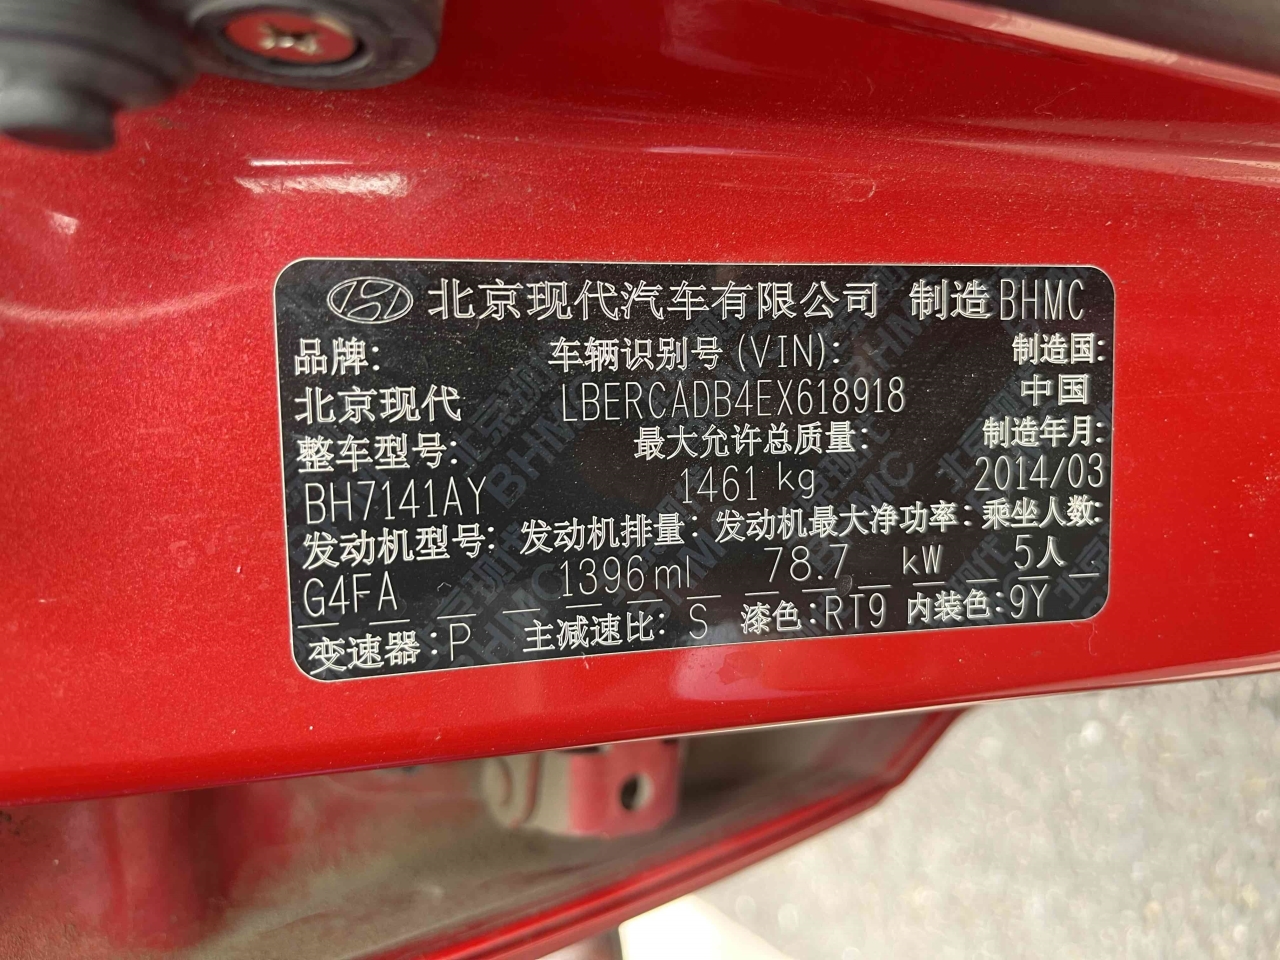 北京现代汽车有限公司 制造 BHMC
品牌: 车辆识别号(VIN): 制造国:
北京现代 LBERCADB4EX618918 中国
整车型号: 最大允许总质量: 制造年月:
BH7141AY 1461 kg 2014/03
发动机型号: 发动机排量: 发动机最大净功率: 乘坐人数:
G4FA 1396ml 78.7 kW 5人
变速器:P 主减速比: S 漆色:RT9 内装色:9Y